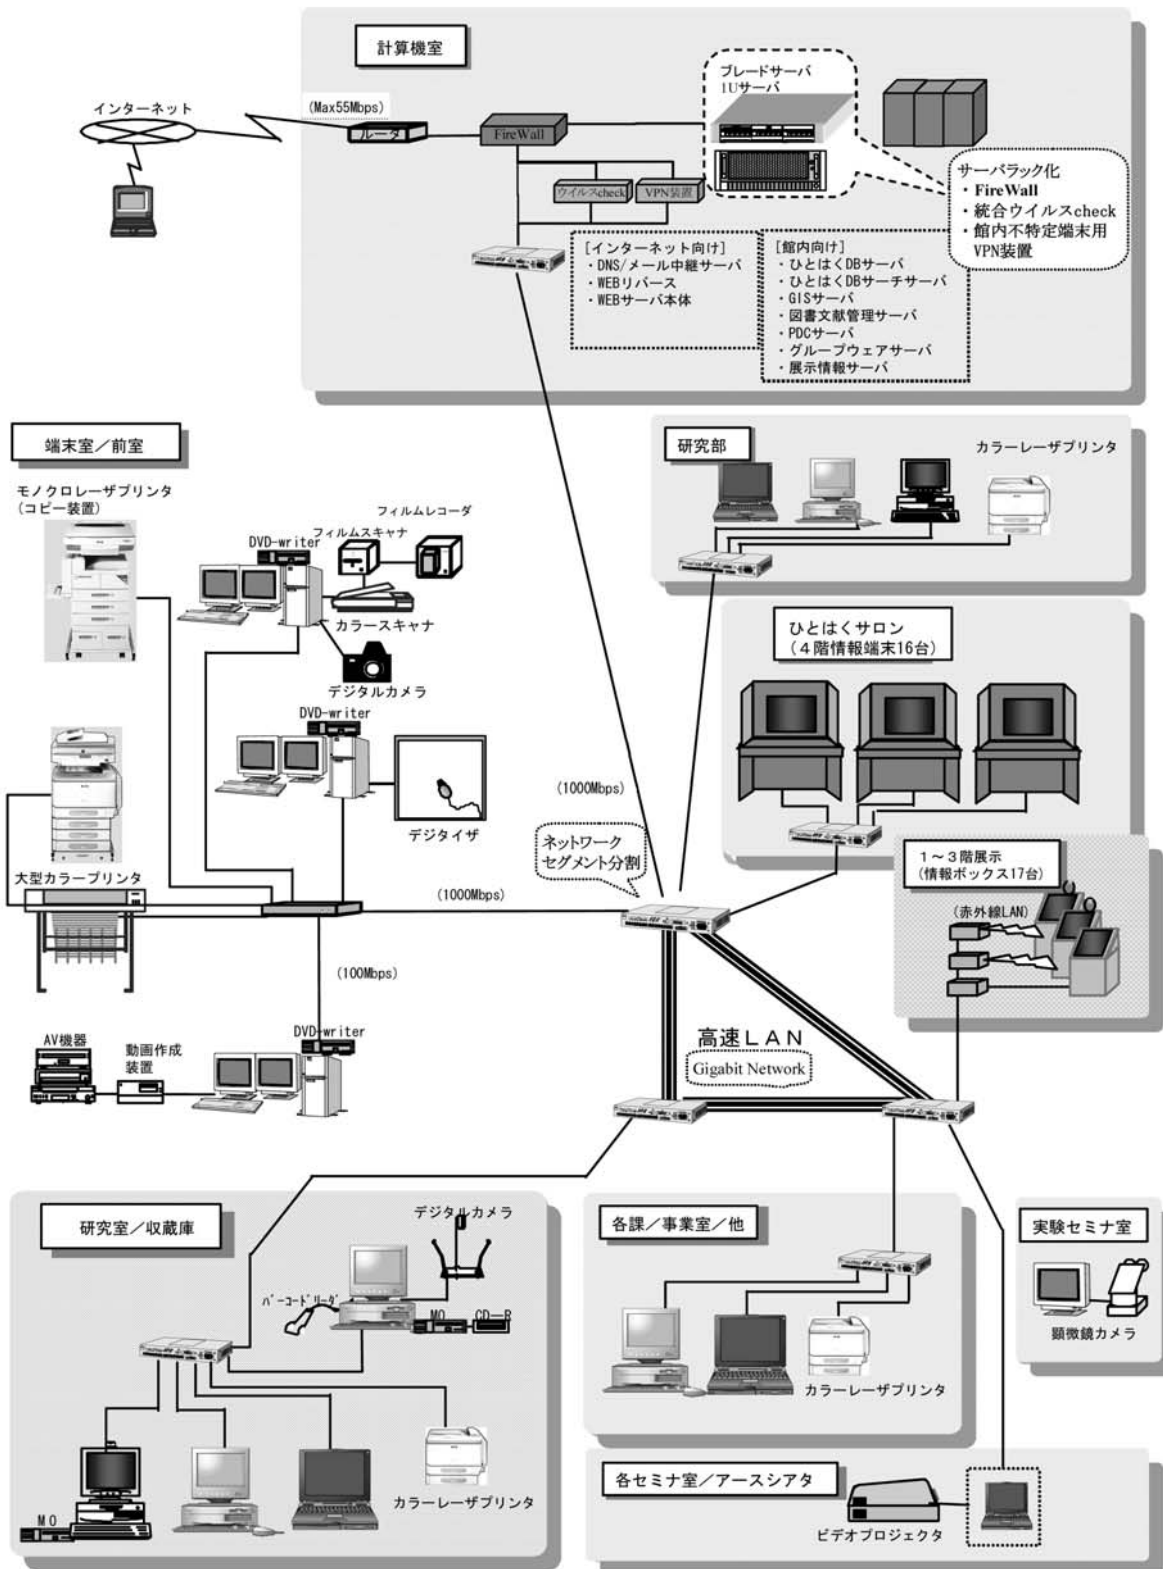 計算機室
インターネット
(Max55Mbps)
ルータ
FireWall
ブレードサーバ
1Uサーバ
ウイルスcheck
VPN装置
サーバラック化
・FireWall
・統合ウイルスcheck
・館内不特定端末用
VPN装置
[インターネット向け]
・DNS/メール中継サーバ
・WEBリバース
・WEBサーバ本体
[館内向け]
・ひとはくDBサーバ
・ひとはくDBサーチサーバ
・GISサーバ
・図書文献管理サーバ
・PDCサーバ
・グループウェアサーバ
・展示情報サーバ
端末室／前室
モノクロレーザプリンタ
(コピー装置)
フィルムレコーダ
フィルムスキャナ
DVD-writer
カラースキャナ
デジタルカメラ
DVD-writer
デジタイザ
大型カラープリンタ
(1000Mbps)
(100Mbps)
DVD-writer
AV機器
動画作成
装置
研究部
カラーレーザプリンタ
ひとはくサロン
(４階情報端末16台)
(1000Mbps)
ネットワーク
セグメント分割
１～３階展示
(情報ボックス17台)
(赤外線LAN)
高速ＬＡＮ
Gigabit Network
研究室／収蔵庫
デジタルカメラ
ﾊﾞｰｺｰﾄﾞﾘｰﾀﾞ
MO
CD―R
カラーレーザプリンタ
ＭＯ
各課／事業室／他
カラーレーザプリンタ
実験セミナ室
顕微鏡カメラ
各セミナ室／アースシアタ
ビデオプロジェクタ